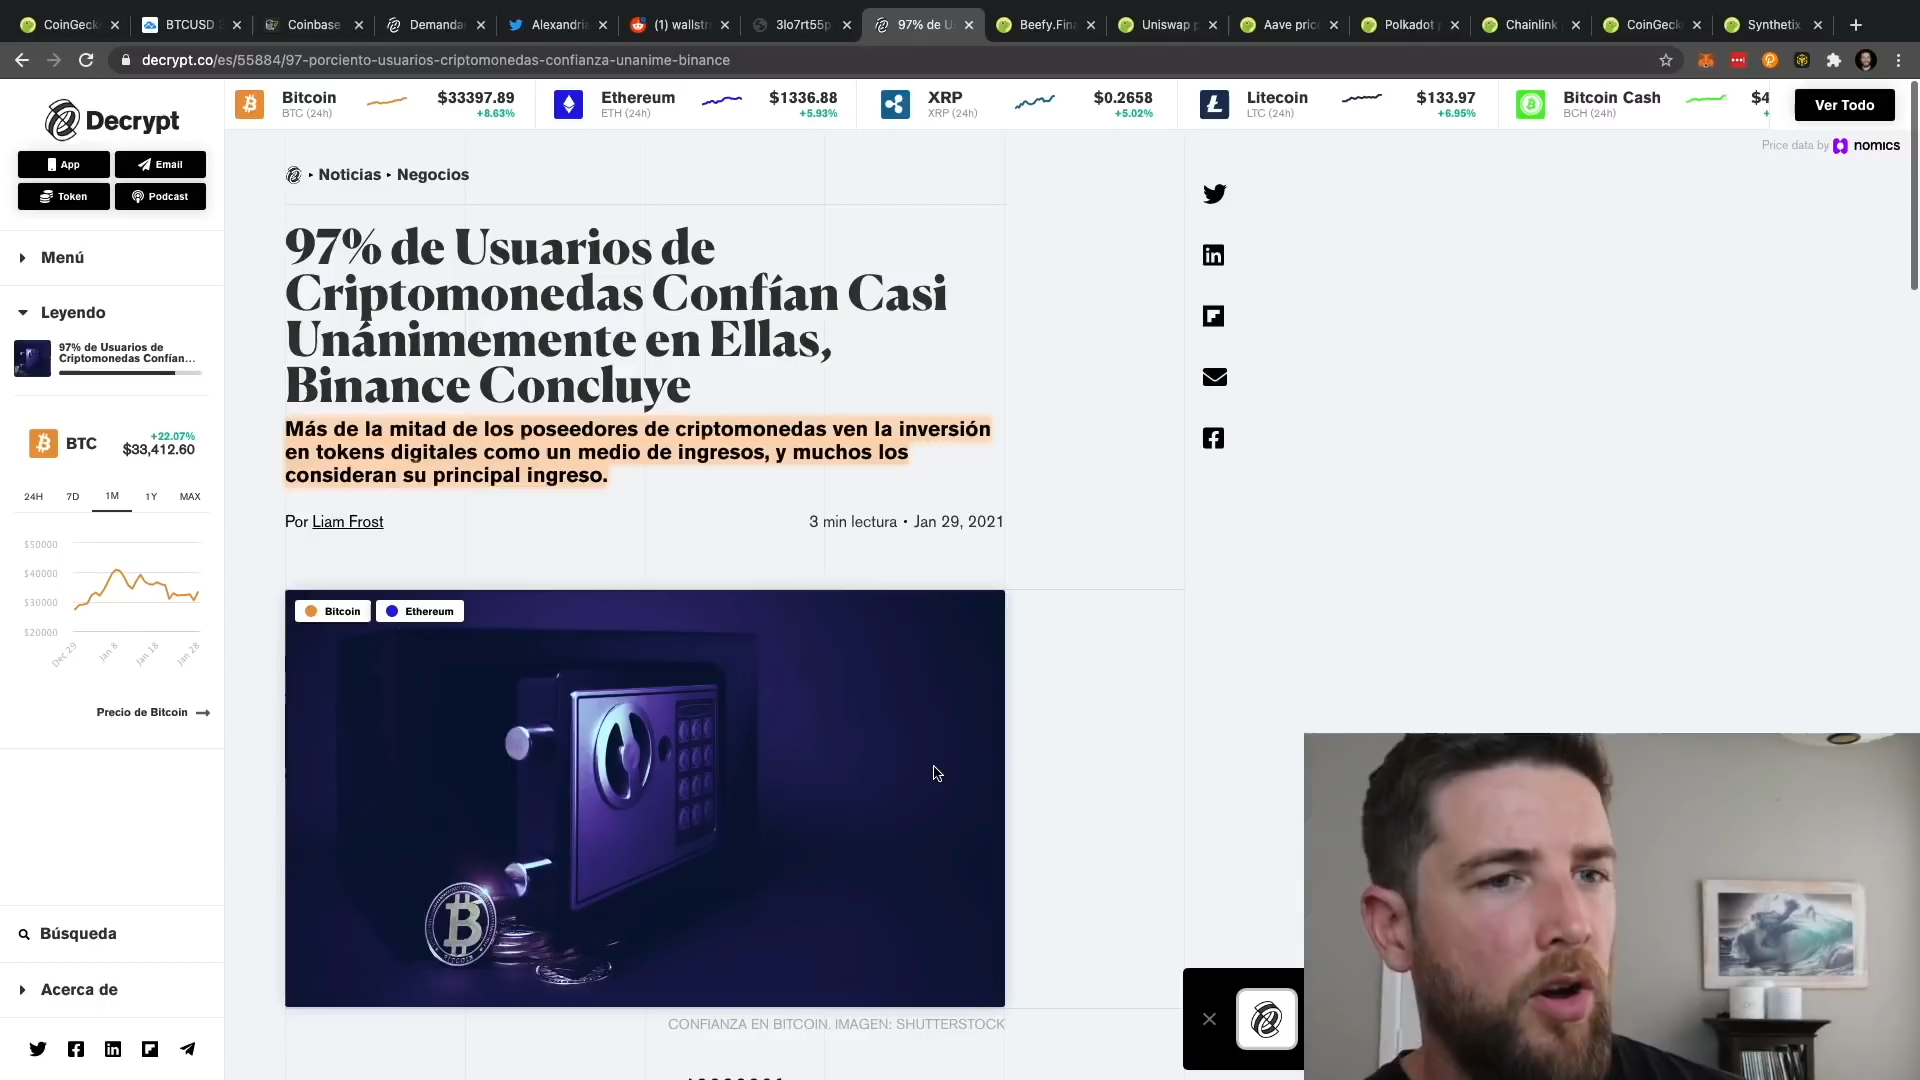 CoinGeck
BTCUSD
Coinbase
Demanda
Alexandria
(1) wallstr
3lo7rt55p
97% de U
Beefy.Fin
Uniswap p
Aave price
Polkadot
Chainlink
CoinGeck
Synthetix
decrypt.co/es/55884/97-porciento-usuarios-criptomonedas-confianza-unanime-binance
Bitcoin
BTC (24h)
$33397.89
+8.63%
Ethereum
ETH (24h)
$1336.88
+5.93%
XRP
XRP (24h)
$0.2658
+5.02%
Litecoin
LTC (24h)
$133.97
+6.95%
Bitcoin Cash
BCH (24h)
$4
+
Ver Todo
Price data by nomics
Decrypt
App
Email
Token
Podcast
Menú
Leyendo
97% de Usuarios de
Criptomonedas Confían...
BTC
+22.07%
$33,412.60
24H 7D 1M 1Y MAX
$50000
$40000
$30000
$20000
Dec 29
Jan 8
Jan 18
Jan 28
Precio de Bitcoin
Búsqueda
Acerca de
Noticias
Negocios
97% de Usuarios de
Criptomonedas Confían Casi
Unánimemente en Ellas,
Binance Concluye
Más de la mitad de los poseedores de criptomonedas ven la inversión
en tokens digitales como un medio de ingresos, y muchos los
consideran su principal ingreso.
Por Liam Frost
3 min lectura • Jan 29, 2021
Bitcoin
Ethereum
BITCOIN
CONFIANZA EN BITCOIN. IMAGEN: SHUTTERSTOCK